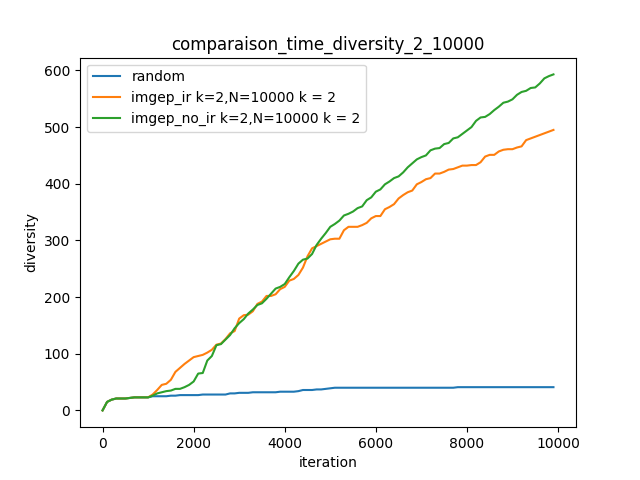 comparaison_time_diversity_2_10000
random
imgep_ir k=2,N=10000 k = 2
imgep_no_ir k=2,N=10000 k = 2
600
500
400
300
200
100
0
diversity
0 2000 4000 6000 8000 10000
iteration